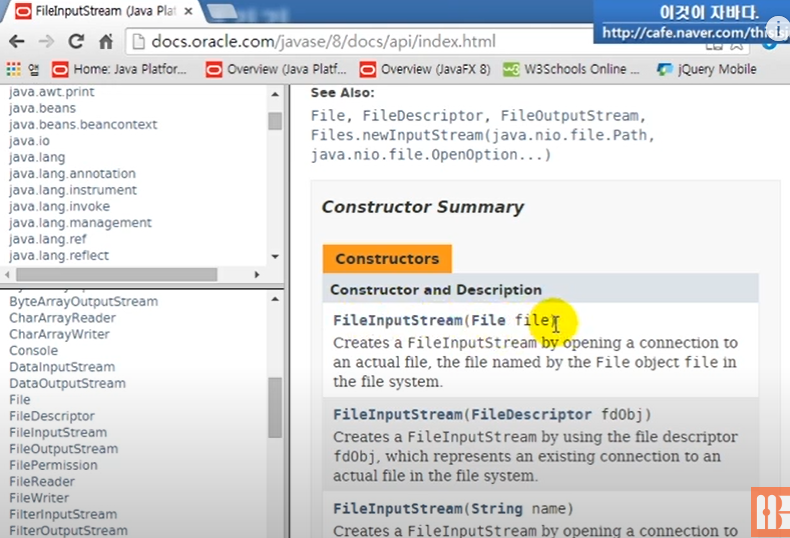 FileInputStream (Java Plat
이것이 자바다.
http://cafe.naver.com/thisisj
docs.oracle.com/javase/8/docs/api/index.html
앱 Home: Java Platfor... Overview (Java Platf... Overview (JavaFX 8) W3Schools Online ... jQuery Mobile
java.awt.print
java.beans
java.beans.beancontext
java.io
java.lang
java.lang.annotation
java.lang.instrument
java.lang.invoke
java.lang.management
java.lang.ref
java.lang.reflect
ByteArrayOutputStream
CharArrayReader
CharArrayWriter
Console
DataInputStream
DataOutputStream
File
FileDescriptor
FileInputStream
FileOutputStream
FilePermission
FileReader
FileWriter
FilterInputStream
FilterOutputStream
See Also:
File, FileDescriptor, FileOutputStream,
Files.newInputStream(java.nio.file.Path,
java.nio.file.OpenOption...)
Constructor Summary
Constructors
Constructor and Description
FileInputStream(File file)
Creates a FileInputStream by opening a connection to
an actual file, the file named by the File object file in
the file system.
FileInputStream(FileDescriptor fdObj)
Creates a FileInputStream by using the file descriptor
fdObj, which represents an existing connection to an
actual file in the file system.
FileInputStream(String name)
Creates a FileInputStream by opening a connection to